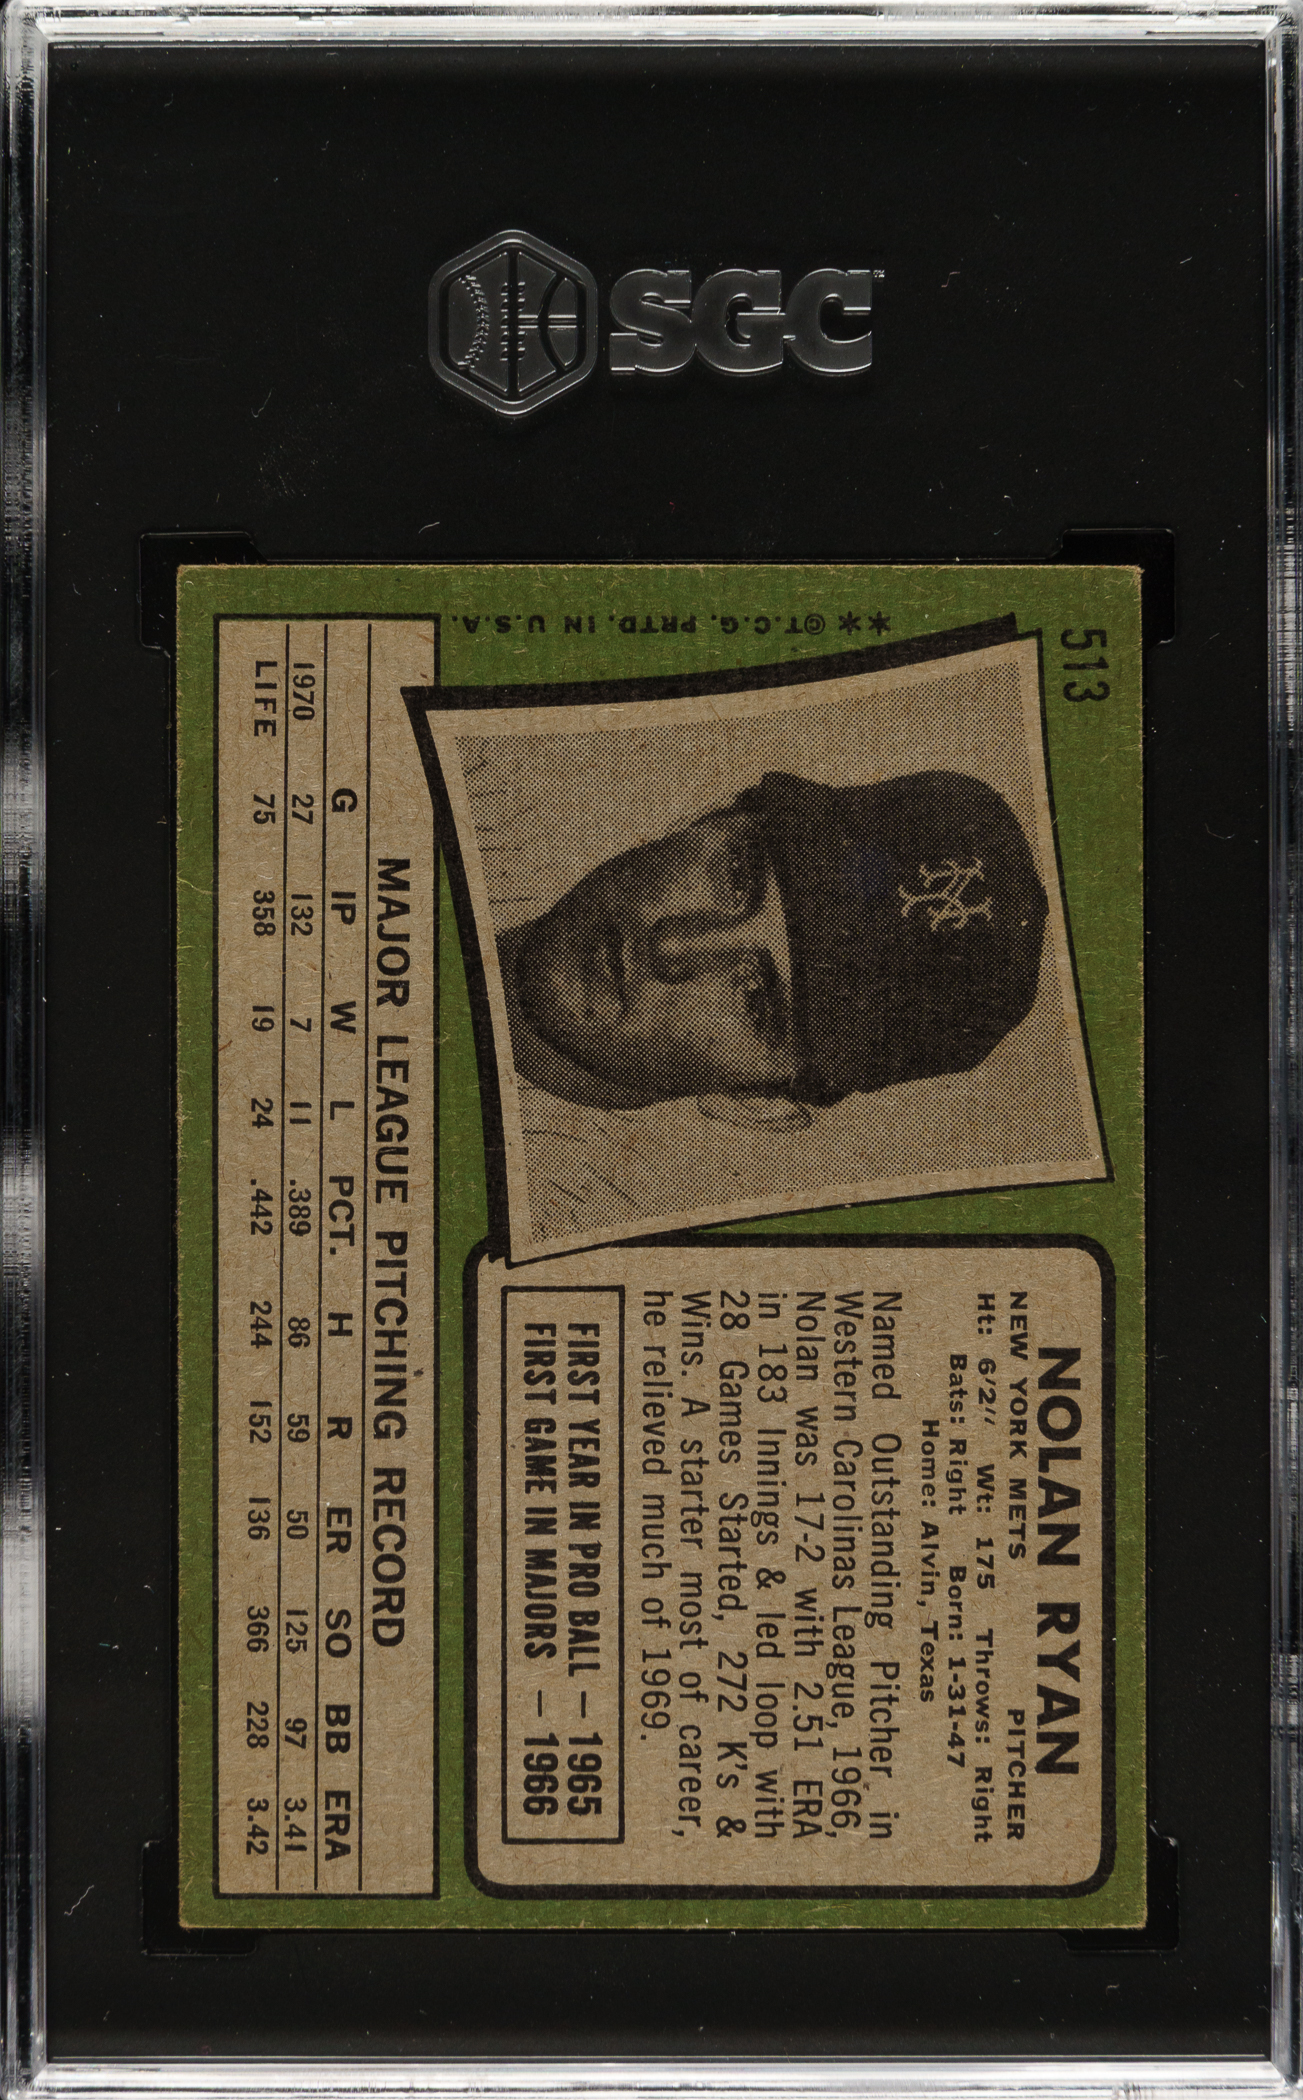 SGC
513
** ©T.C.G. PRTD. IN U.S.A.
NOLAN RYAN
NEW YORK METS PITCHER
Ht: 6'2" Wt: 175 Throws: Right
Bats: Right Born: 1-31-47
Home: Alvin, Texas
Named Outstanding Pitcher in
Western Carolinas League, 1966,
Nolan was 17-2 with 2.51 ERA
in 183 Innings & led loop with
28 Games Started, 272 K's &
Wins. A starter most of career,
he relieved much of 1969.
FIRST YEAR IN PRO BALL — 1965
FIRST GAME IN MAJORS — 1966
MAJOR LEAGUE PITCHING RECORD
G IP W L PCT. H R ER SO BB ERA
1970 27 132 7 11 .389 86 59 50 125 97 3.41
LIFE 75 358 19 24 .442 244 152 136 366 228 3.42